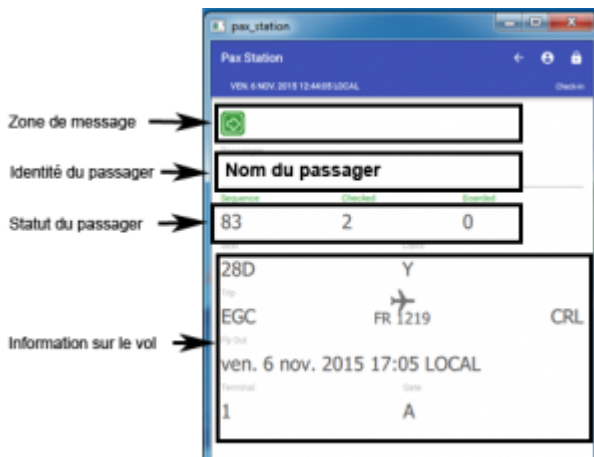 pax_station
Pax Station
VEN. 6 NOV. 2015 12:44:05 LOCAL Check-in
Zone de message
Identité du passager
Nom du passager
Sequence Checked Boarded
Statut du passager
83 2 0
Class
28D Y
Trip
EGC FR 1219 CRL
Information sur le vol
Fly Out
ven. 6 nov. 2015 17:05 LOCAL
Terminal Gate
1 A